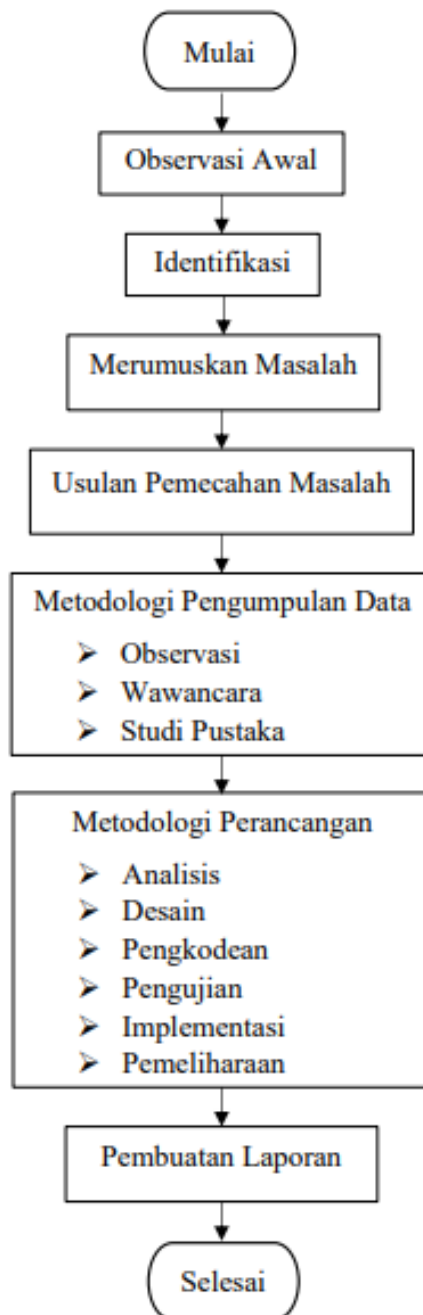 Mulai
Observasi Awal
Identifikasi
Merumuskan Masalah
Usulan Pemecahan Masalah
Metodologi Pengumpulan Data
➢ Observasi
➢ Wawancara
➢ Studi Pustaka
Metodologi Perancangan
➢ Analisis
➢ Desain
➢ Pengkodean
➢ Pengujian
➢ Implementasi
➢ Pemeliharaan
Pembuatan Laporan
Selesai